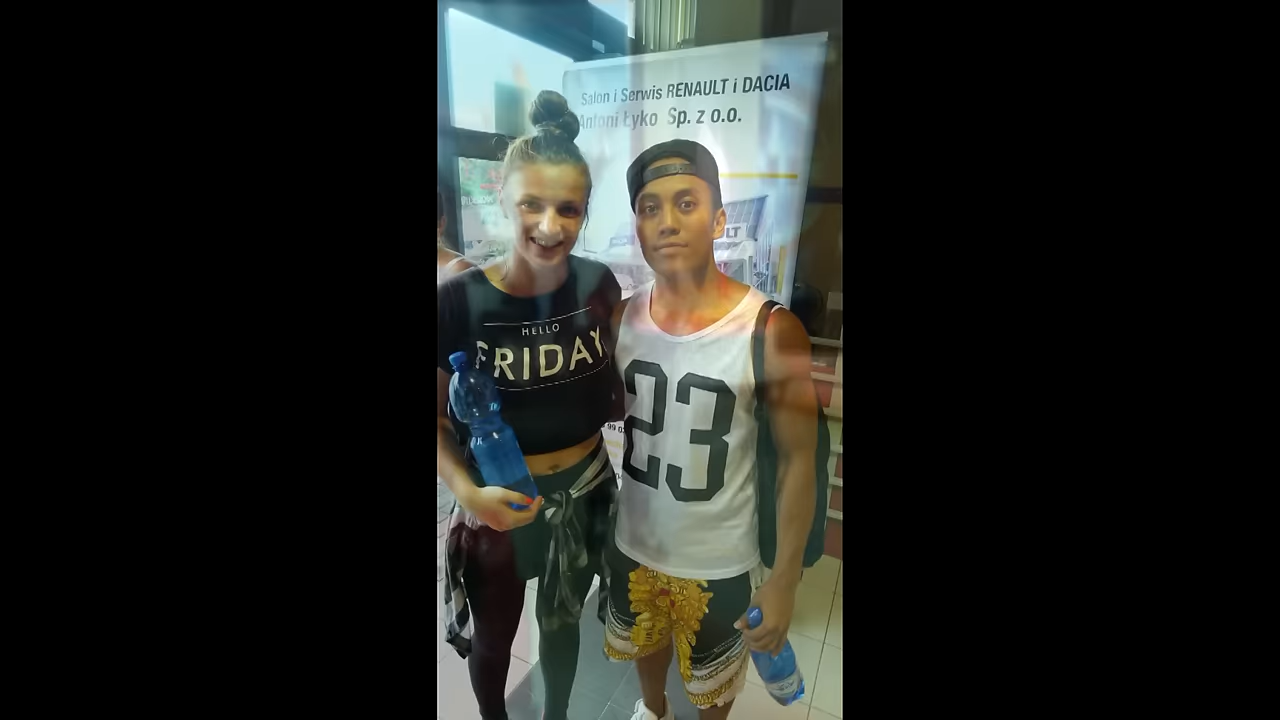 Salon i Serwis RENAULT i DACIA
Antoni Łyko Sp. z o.o.
HELLO
FRIDAY
23